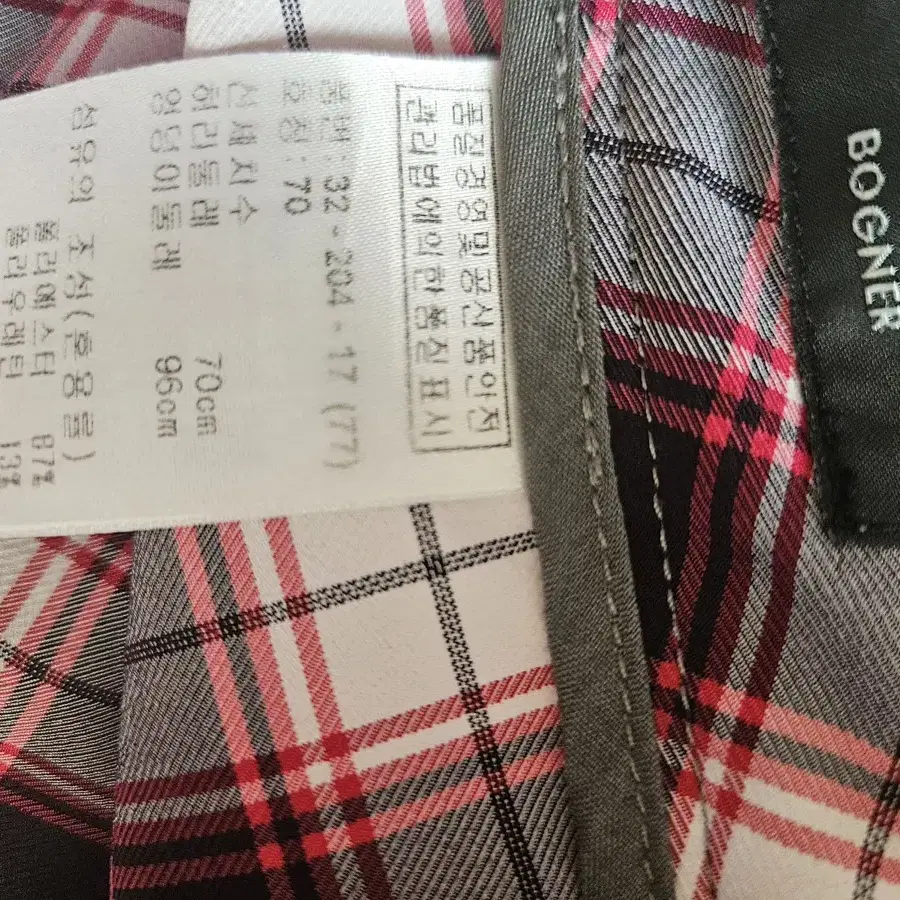 BOGNER
품질경영및공산품안전
관리법에의한품질표시
품번:32-204-17(77)
호칭:70
신체치수
허리둘레 70cm
엉덩이둘레 96cm
섬유의 조성(혼용률)
폴리에스터 87%
폴리우레탄 13%